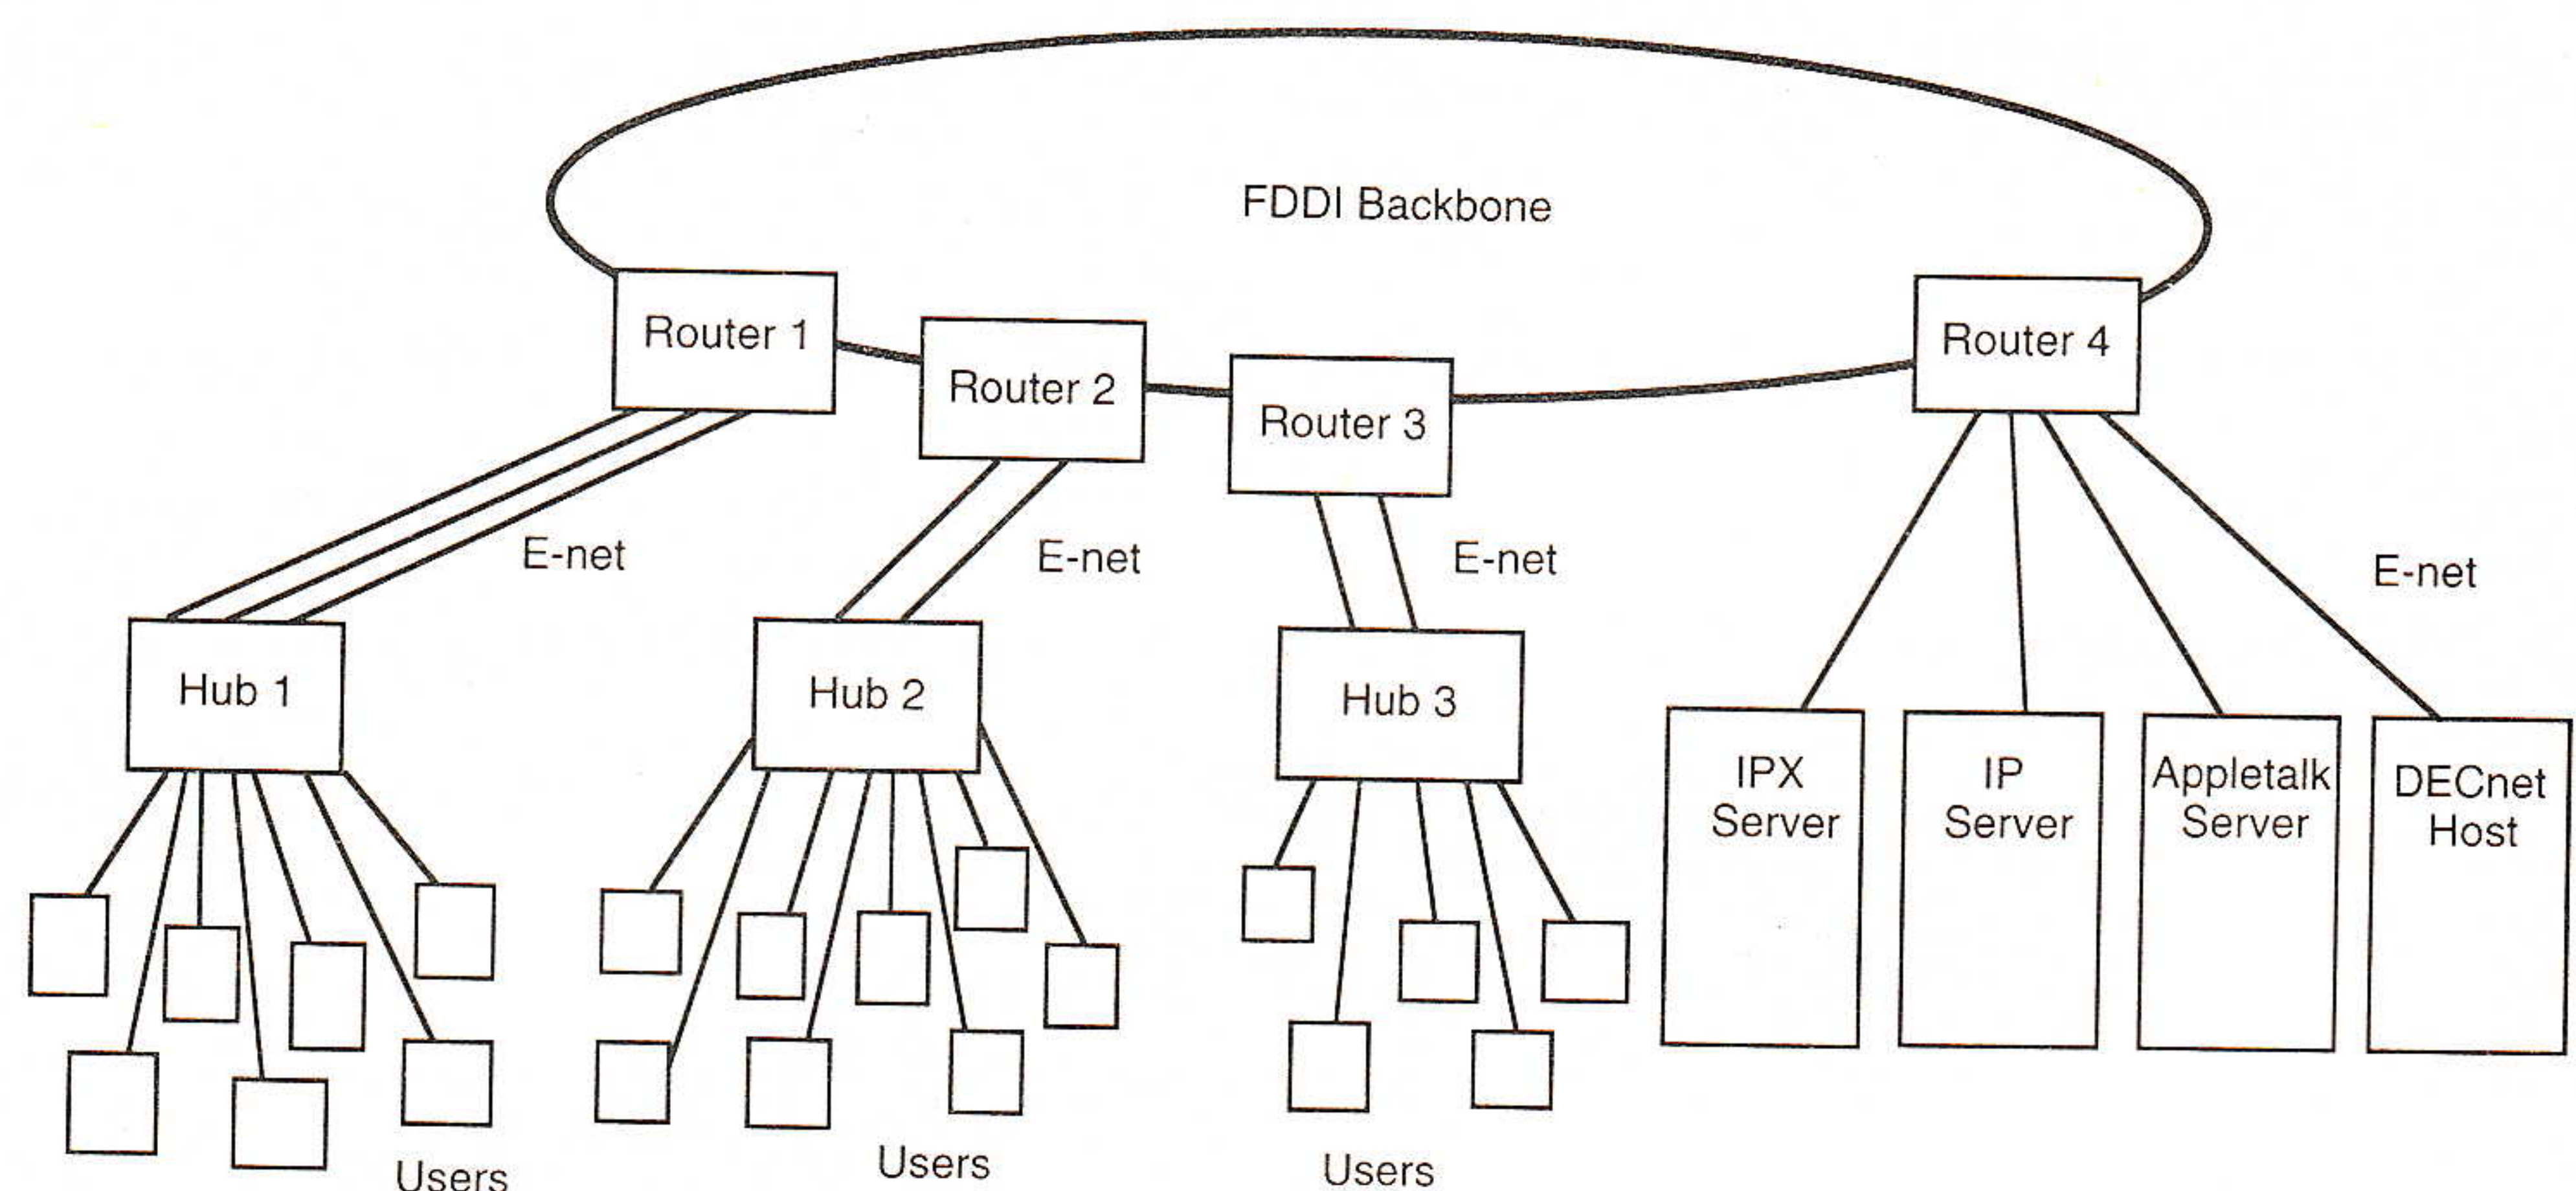 FDDI Backbone
Router 1
Router 2
Router 3
Router 4
E-net
E-net
E-net
E-net
Hub 1
Hub 2
Hub 3
IPX
Server
IP
Server
Appletalk
Server
DECnet
Host
Users
Users
Users